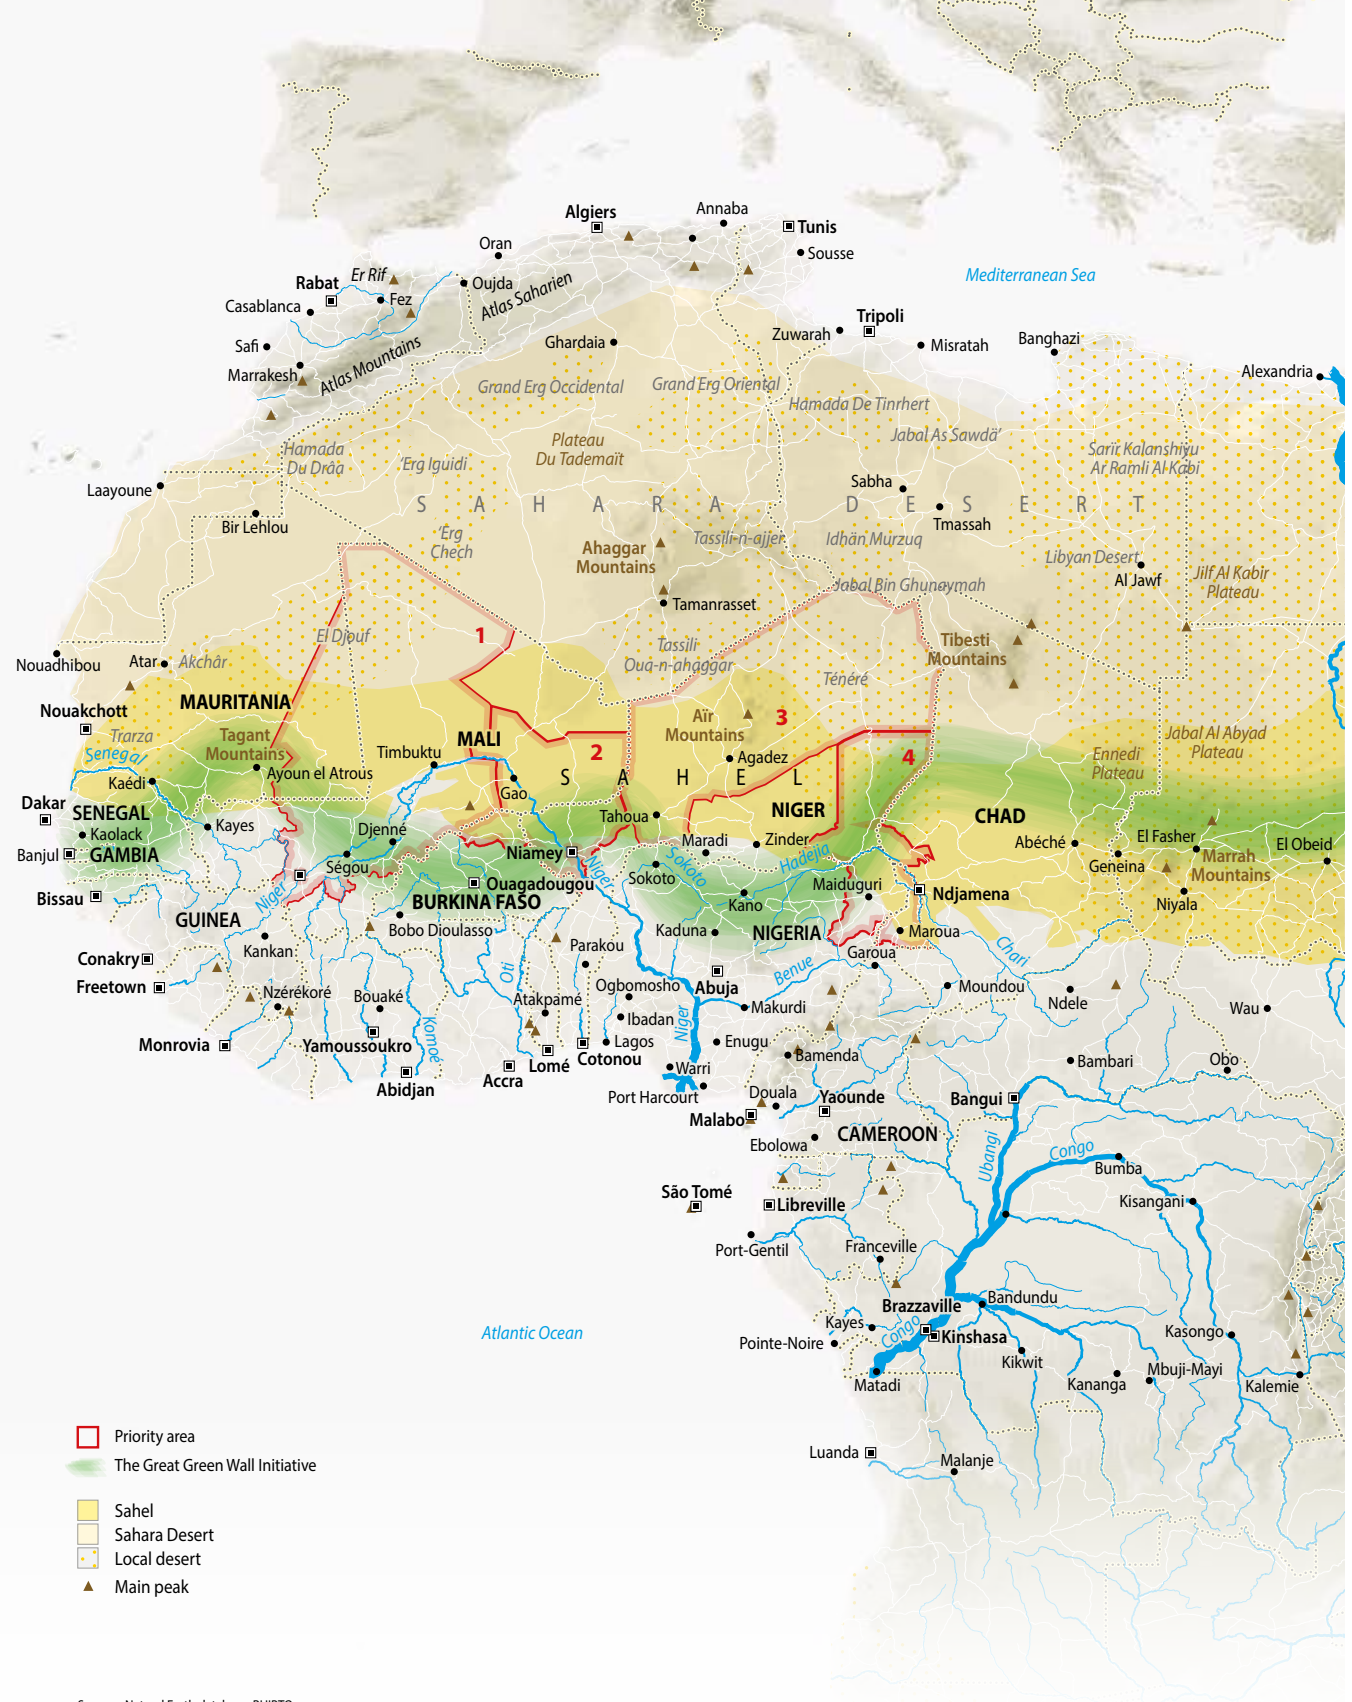 Algiers
Annaba
Tunis
Oran
Sousse
Er Rif
Rabat
Oujda
Mediterranean Sea
Casablanca
Fez
Atlas Saharien
Tripoli
Zuwarah
Safi
Ghardaia
Misratah
Banghazi
Marrakesh
Atlas Mountains
Alexandria
Grand Erg Occidental
Grand Erg Oriental
Hamada De Tinrhert
Jabal As Sawdā’
Hamada
Du Drâa
‘Erg Iguidi
Plateau
Du Tademaït
Sarīr Kalanshiyu
Ar Ramli Al Kabi
Laayoune
Sabha
SAHARA DESERT
Bir Lehlou
Tmassah
‘Erg
Chech
Ahaggar
Mountains
Tassili-n-ajjer
Idhān Murzuq
Libyan Desert
Al Jawf
Jilf Al Kabir
Plateau
Jabal Bin Ghunaymah
Tamanrasset
El Djouf
1
Tibesti
Mountains
Nouadhibou
Atar
Akchâr
Tassili
Oua-n-ahaggar
Ténéré
MAURITANIA
Nouakchott
Trarza
Tagant
Mountains
MALI
Aïr
Mountains
3
Jabal Al Abyad
Plateau
Senegal
Timbuktu
2
Agadez
4
Ennedi
Plateau
Kaédi
Ayoun el Atrous
SAHEL
Gao
Dakar
SENEGAL
Kaolack
Kayes
Djenné
Tahoua
NIGER
CHAD
Banjul
GAMBIA
Ségou
Niamey
Maradi
Zinder
Abéché
El Fasher
El Obeid
Geneina
Marrah
Mountains
Bissau
Niger
Ouagadougou
Niger
Sokoto
Sokoto
Hadejia
Maiduguri
Ndjamena
Niyala
BURKINA FASO
Kano
GUINEA
Bobo Dioulasso
Kaduna
NIGERIA
Maroua
Kankan
Parakou
Garoua
Chari
Conakry
Oti
Benue
Freetown
Nzérékoré
Bouaké
Atakpamé
Ogbomosho
Abuja
Moundou
Ndele
Makurdi
Wau
Ibadan
Niger
Monrovia
Yamoussoukro
Komoé
Lagos
Enugu
Abidjan
Accra
Lomé
Cotonou
Warri
Bamenda
Bambari
Obo
Port Harcourt
Douala
Yaounde
Bangui
Malabo
Ebolowa
CAMEROON
Ubangi
Congo
Bumba
São Tomé
Libreville
Kisangani
Port-Gentil
Franceville
Brazzaville
Bandundu
Atlantic Ocean
Kayes
Congo
Kinshasa
Kasongo
Pointe-Noire
Kikwit
Mbuji-Mayi
Matadi
Kananga
Kalemie
Priority area
The Great Green Wall Initiative
Luanda
Malanje
Sahel
Sahara Desert
Local desert
Main peak